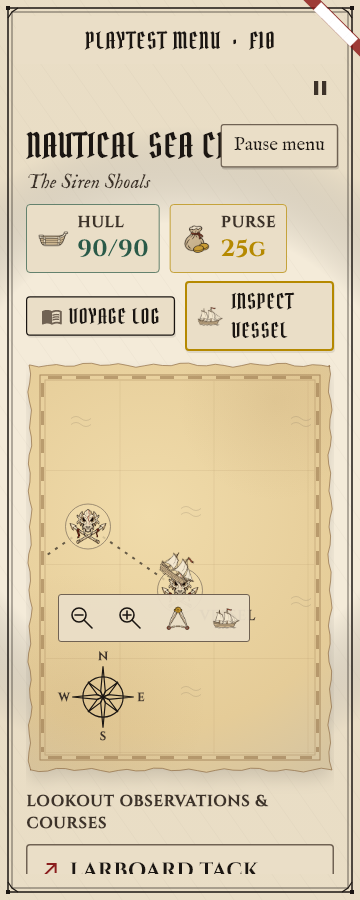 PLAYTEST MENU · F10
NAUTICAL SEA
Pause menu
The Siren Shoals
HULL
90/90
PURSE
25G
VOYAGE LOG
INSPECT
VESSEL
N
W
E
S
LOOKOUT OBSERVATIONS &
COURSES
LARBOARD TACK